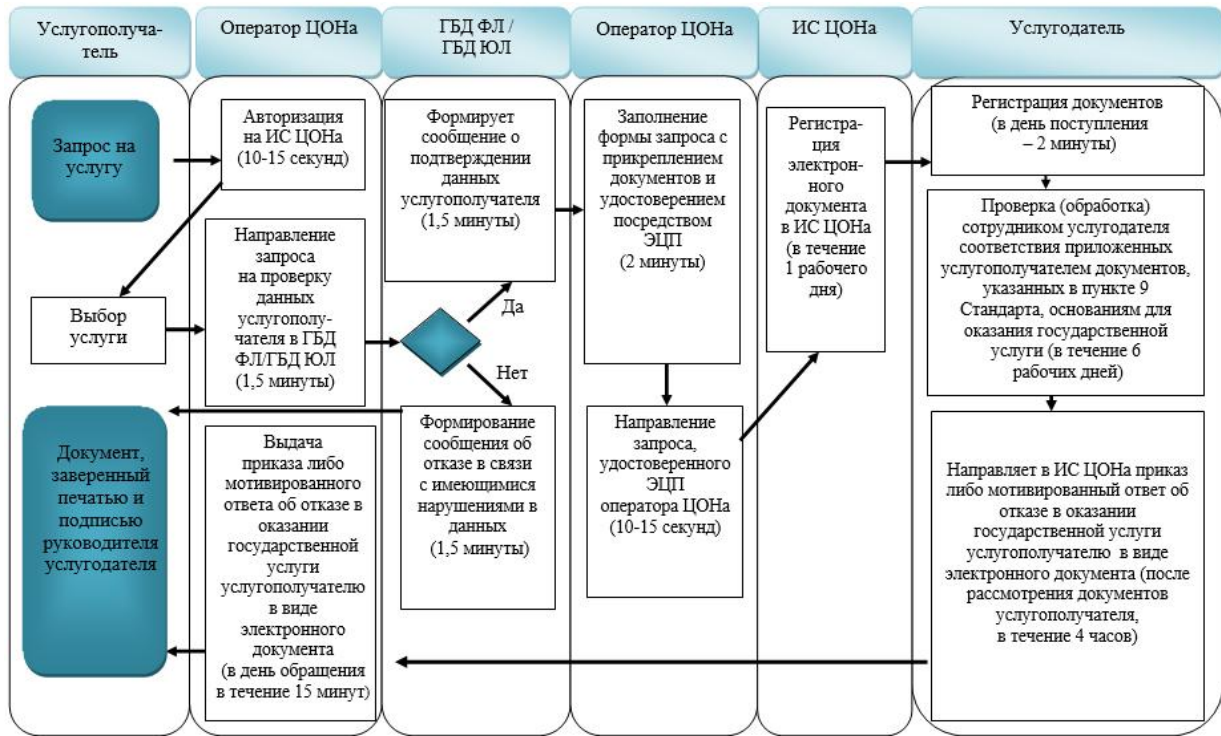 Услугополуча-
тель
Оператор ЦОНа
ГБД ФЛ /
ГБД ЮЛ
Оператор ЦОНа
ИС ЦОНа
Услугодатель
Запрос на
услугу
Авторизация
на ИС ЦОНа
(10-15 секунд)
Выбор
услуги
Направление
запроса
на проверку
данных
услугополу-
чателя в ГБД
ФЛ/ГБД ЮЛ
(1,5 минуты)
Формирует
сообщение о
подтверждении
данных
услугополучателя
(1,5 минуты)
Да
Нет
Формирование
сообщения об
отказе в связи
с имеющимися
нарушениями в
данных
(1,5 минуты)
Заполнение
формы запроса с
прикреплением
документов и
удостоверением
посредством
ЭЦП
(2 минуты)
Направление
запроса,
удостоверенного
ЭЦП
оператора ЦОНа
(10-15 секунд)
Регистра-
ция
электрон-
ного
документа
в ИС ЦОНа
(в течение
1 рабочего
дня)
Регистрация документов
(в день поступления
– 2 минуты)
Проверка (обработка)
сотрудником услугодателя
соответствия приложенных
услугополучателем документов,
указанных в пункте 9
Стандарта, основаниям для
оказания государственной
услуги (в течение 6
рабочих дней)
Направляет в ИС ЦОНа приказ
либо мотивированный ответ об
отказе в оказании
государственной услуги
услугополучателю в виде
электронного документа (после
рассмотрения документов
услугополучателя,
в течение 4 часов)
Выдача
приказа либо
мотивированного
ответа об отказе в
оказании
государственной
услуги
услугополучателю
в виде
электронного
документа
(в день обращения
в течение 15 минут)
Документ,
заверенный
печатью и
подписью
руководителя
услугодателя